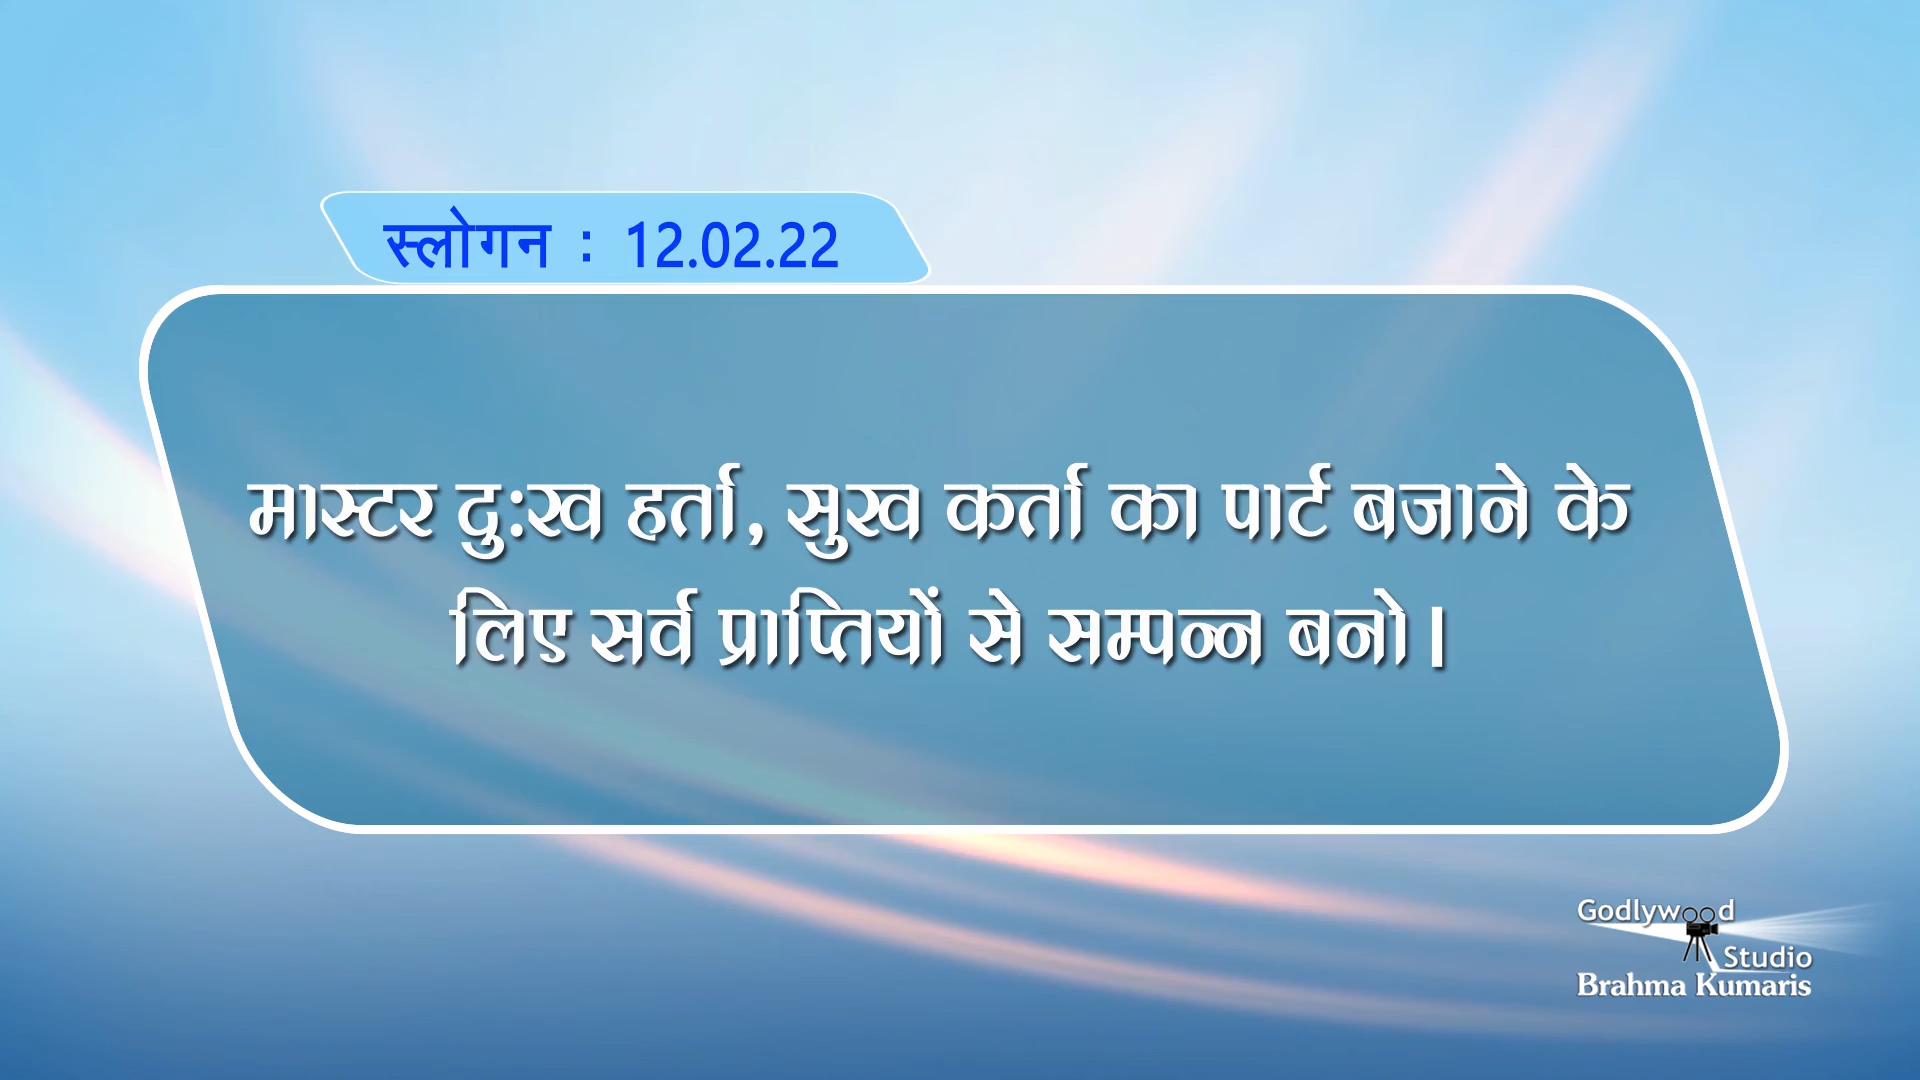 स्लोगन : 12.02.22
मास्टर दु:ख हर्ता, सुख कर्ता का पार्ट बजाने के
लिए सर्व प्राप्तियों से सम्पन्न बनो।
Godlywood
Studio
Brahma Kumaris